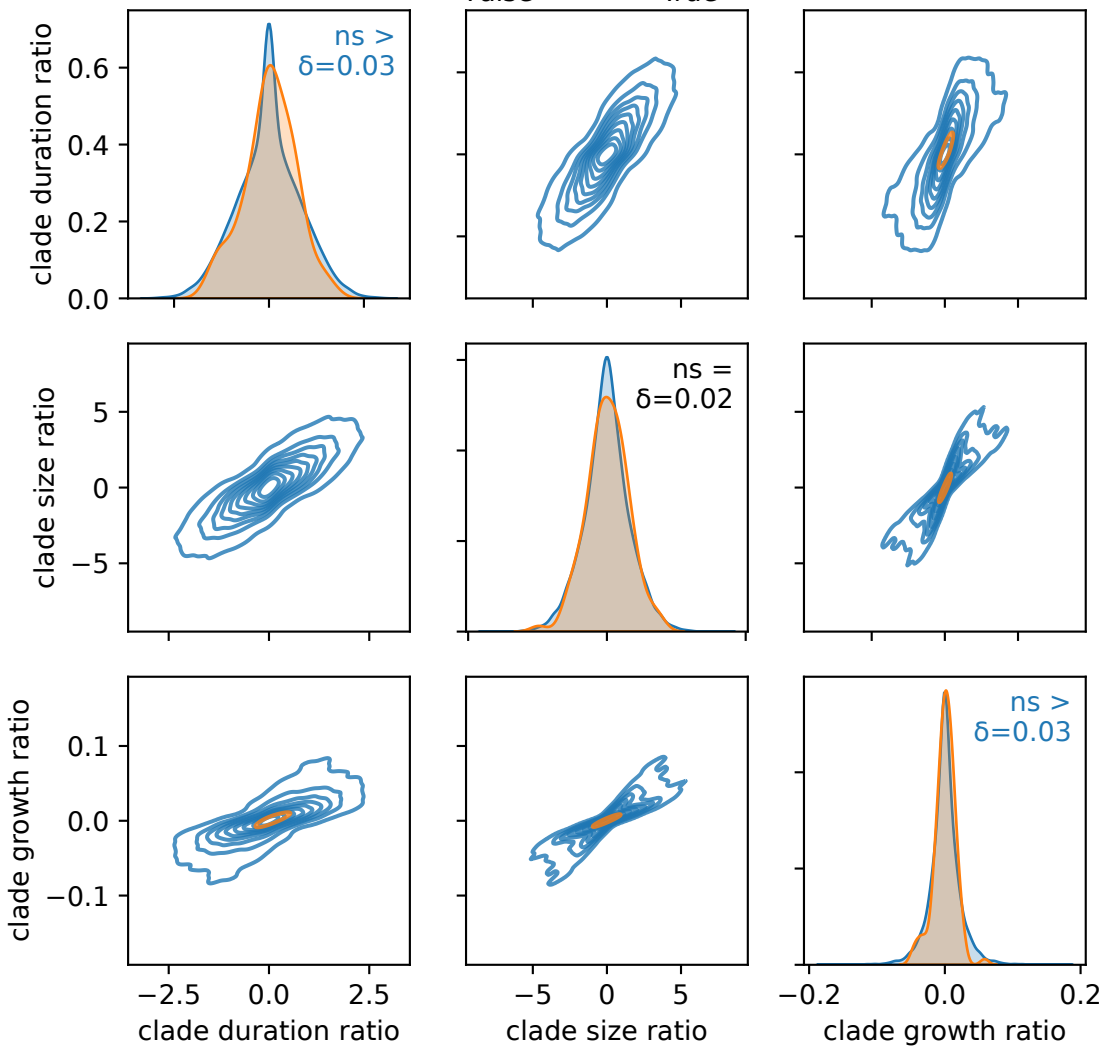 clade duration ratio
0.6
0.4
0.2
0.0
ns >
δ=0.03
clade size ratio
5
0
−5
ns =
δ=0.02
clade growth ratio
0.1
0.0
−0.1
ns >
δ=0.03
−2.5 0.0 2.5
clade duration ratio
−5 0 5
clade size ratio
−0.2 0.0 0.2
clade growth ratio